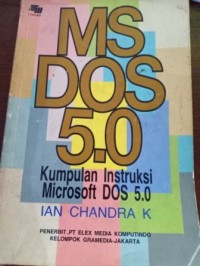 MS
DOS
5.0
Kumpulan Instruksi
Microsoft DOS 5.0
IAN CHANDRA K
PENERBIT.PT ELEX MEDIA KOMPUTINDO
KELOMPOK GRAMEDIA-JAKARTA